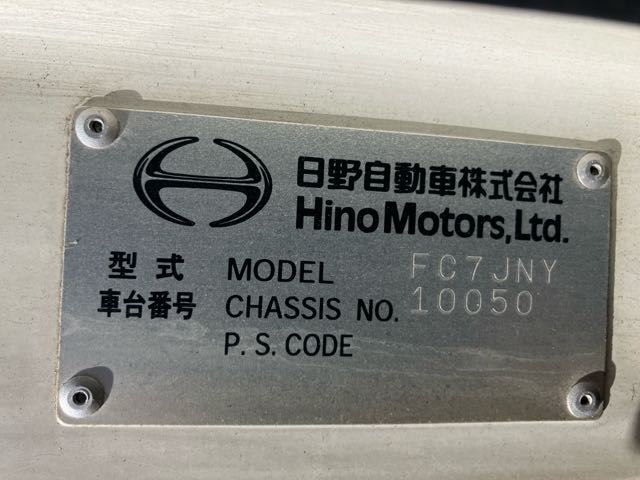 日野自動車株式会社
Hino Motors, Ltd.
型式 MODEL FC7JNY
車台番号 CHASSIS NO. 10050
P. S. CODE